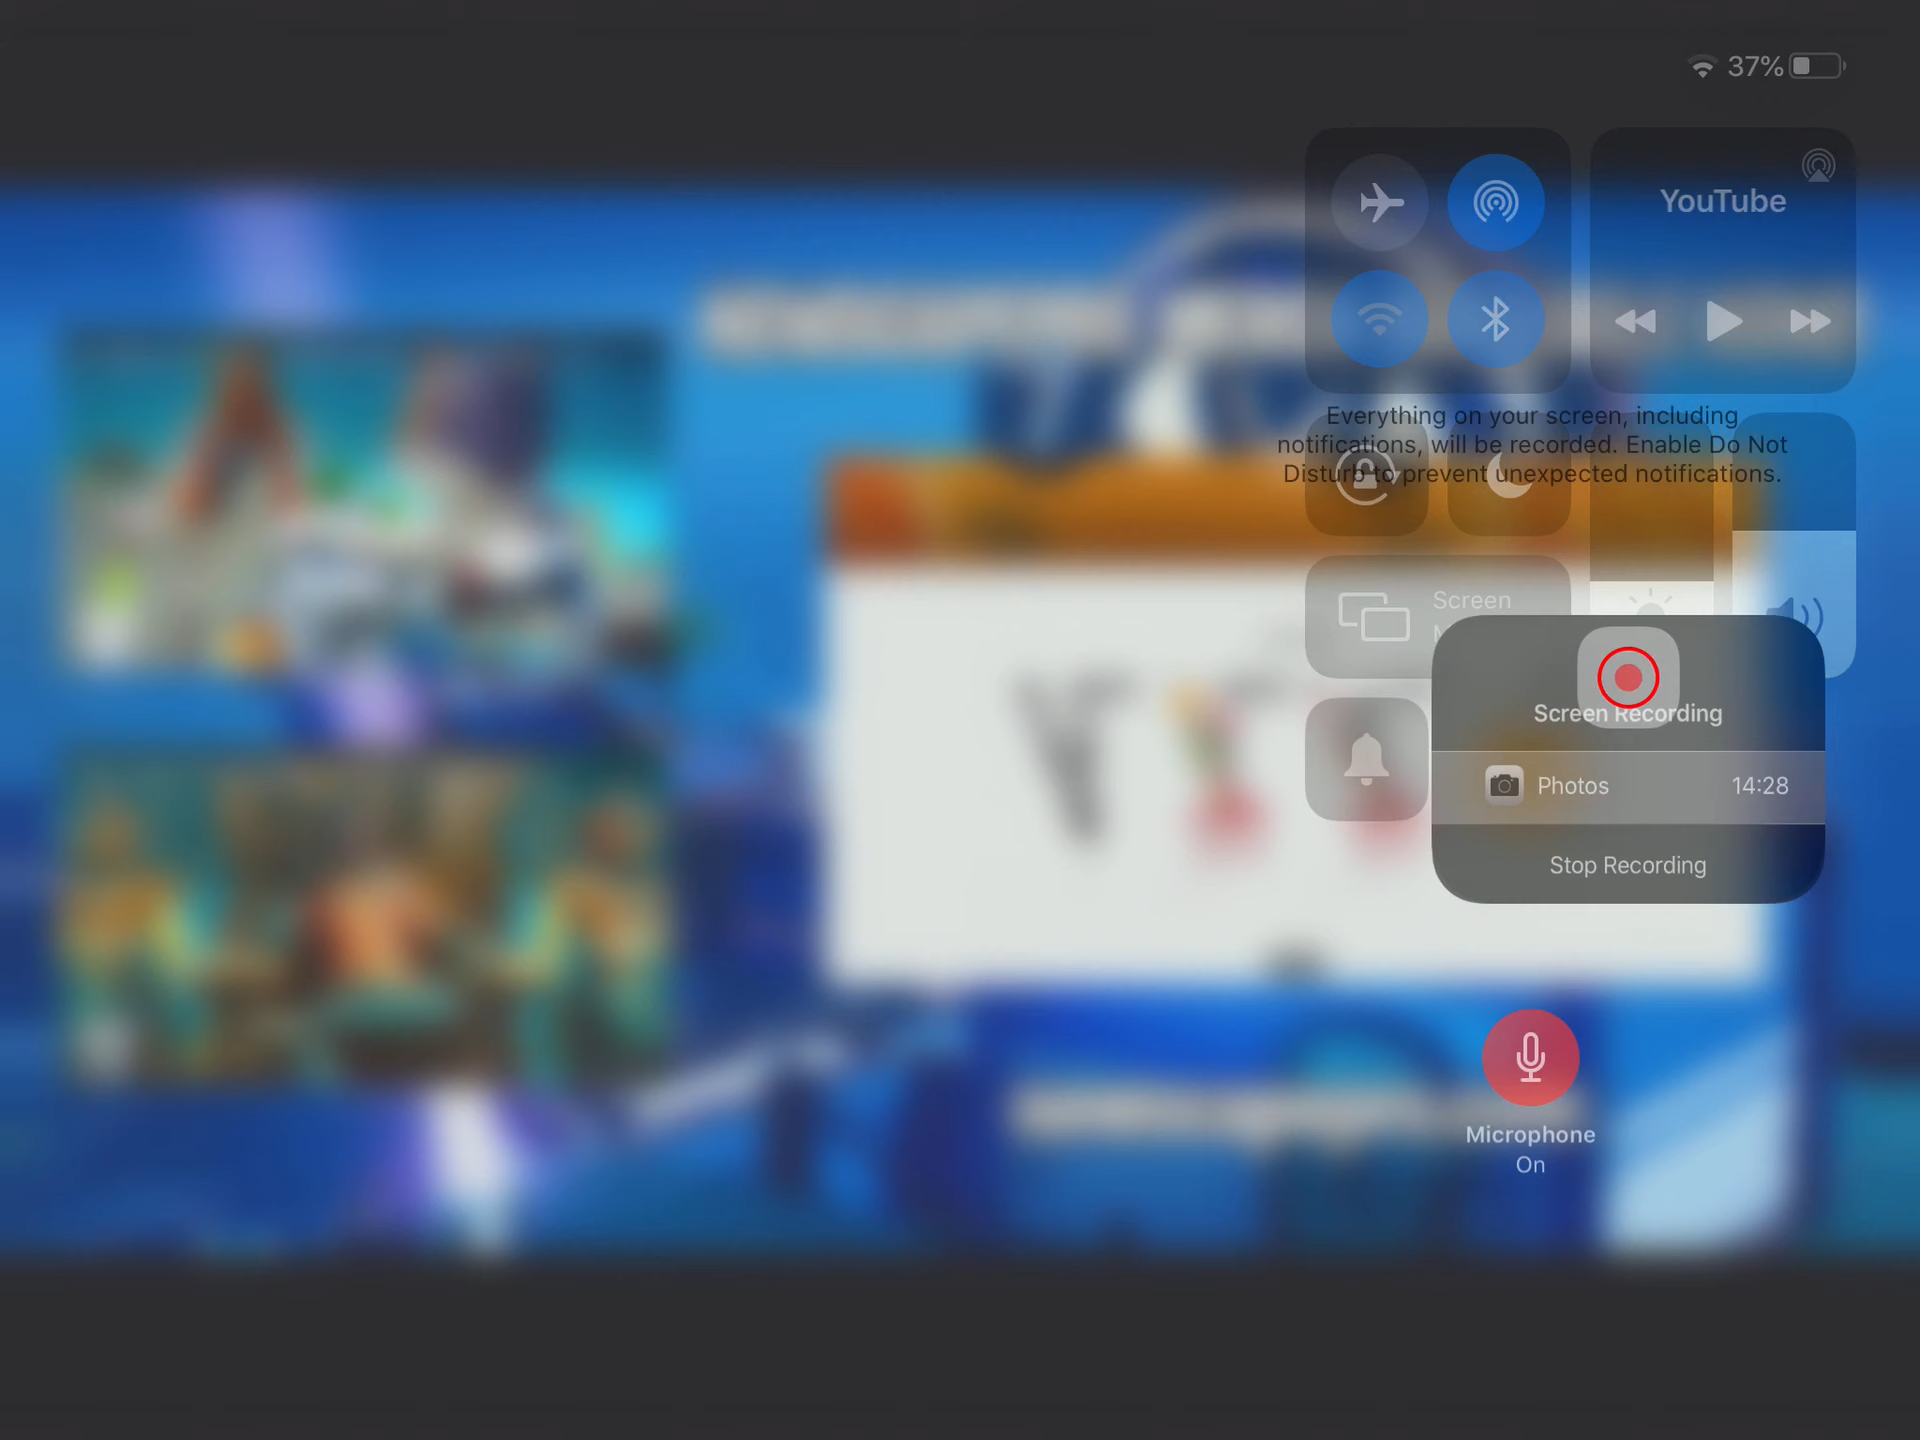 37%
YouTube
Everything on your screen, including
notifications, will be recorded. Enable Do Not
Disturb to prevent unexpected notifications.
Screen
Screen Recording
Photos 14:28
Stop Recording
Microphone
On